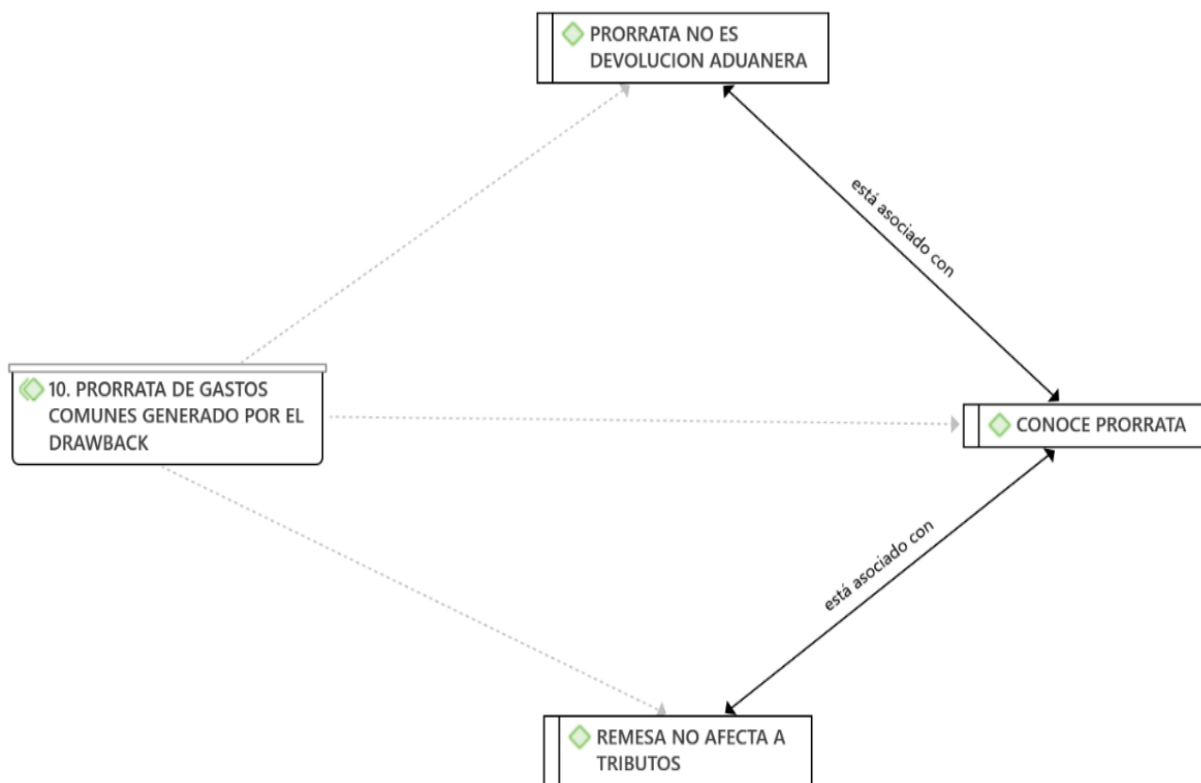 PRORRATA NO ES
DEVOLUCION ADUANERA
está asociado con
10. PRORRATA DE GASTOS
COMUNES GENERADO POR EL
DRAWBACK
CONOCE PRORRATA
está asociado con
REMESA NO AFECTA A
TRIBUTOS